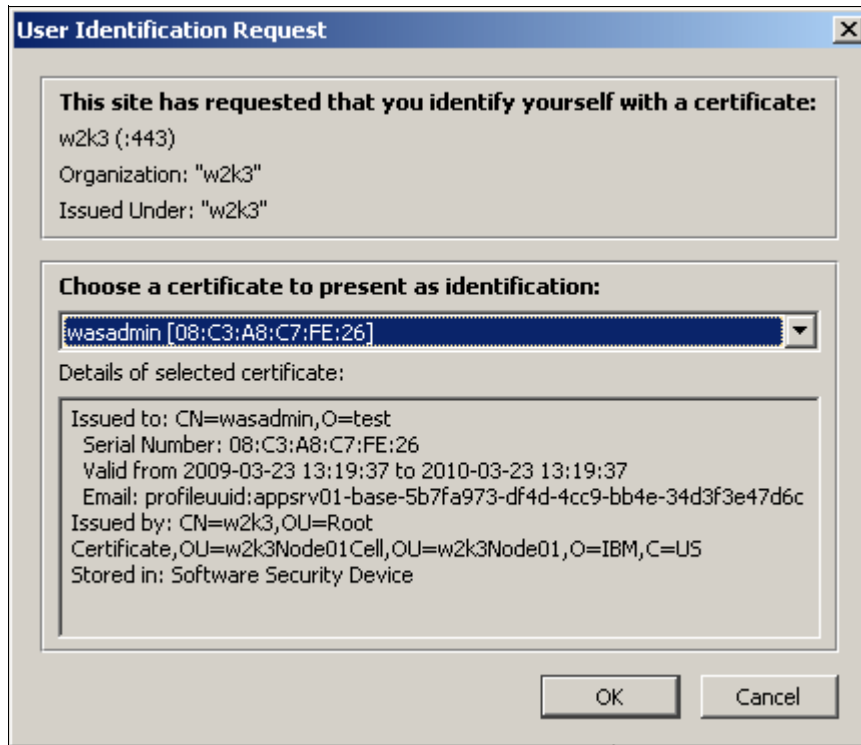 User Identification Request
This site has requested that you identify yourself with a certificate:
w2k3 (:443)
Organization: "w2k3"
Issued Under: "w2k3"
Choose a certificate to present as identification:
wasadmin [08:C3:A8:C7:FE:26]
Details of selected certificate:
Issued to: CN=wasadmin,O=test
Serial Number: 08:C3:A8:C7:FE:26
Valid from 2009-03-23 13:19:37 to 2010-03-23 13:19:37
Email: profileuuid:appsrv01-base-5b7fa973-df4d-4cc9-bb4e-34d3f3e47d6c
Issued by: CN=w2k3,OU=Root
Certificate,OU=w2k3Node01Cell,OU=w2k3Node01,O=IBM,C=US
Stored in: Software Security Device
OK Cancel